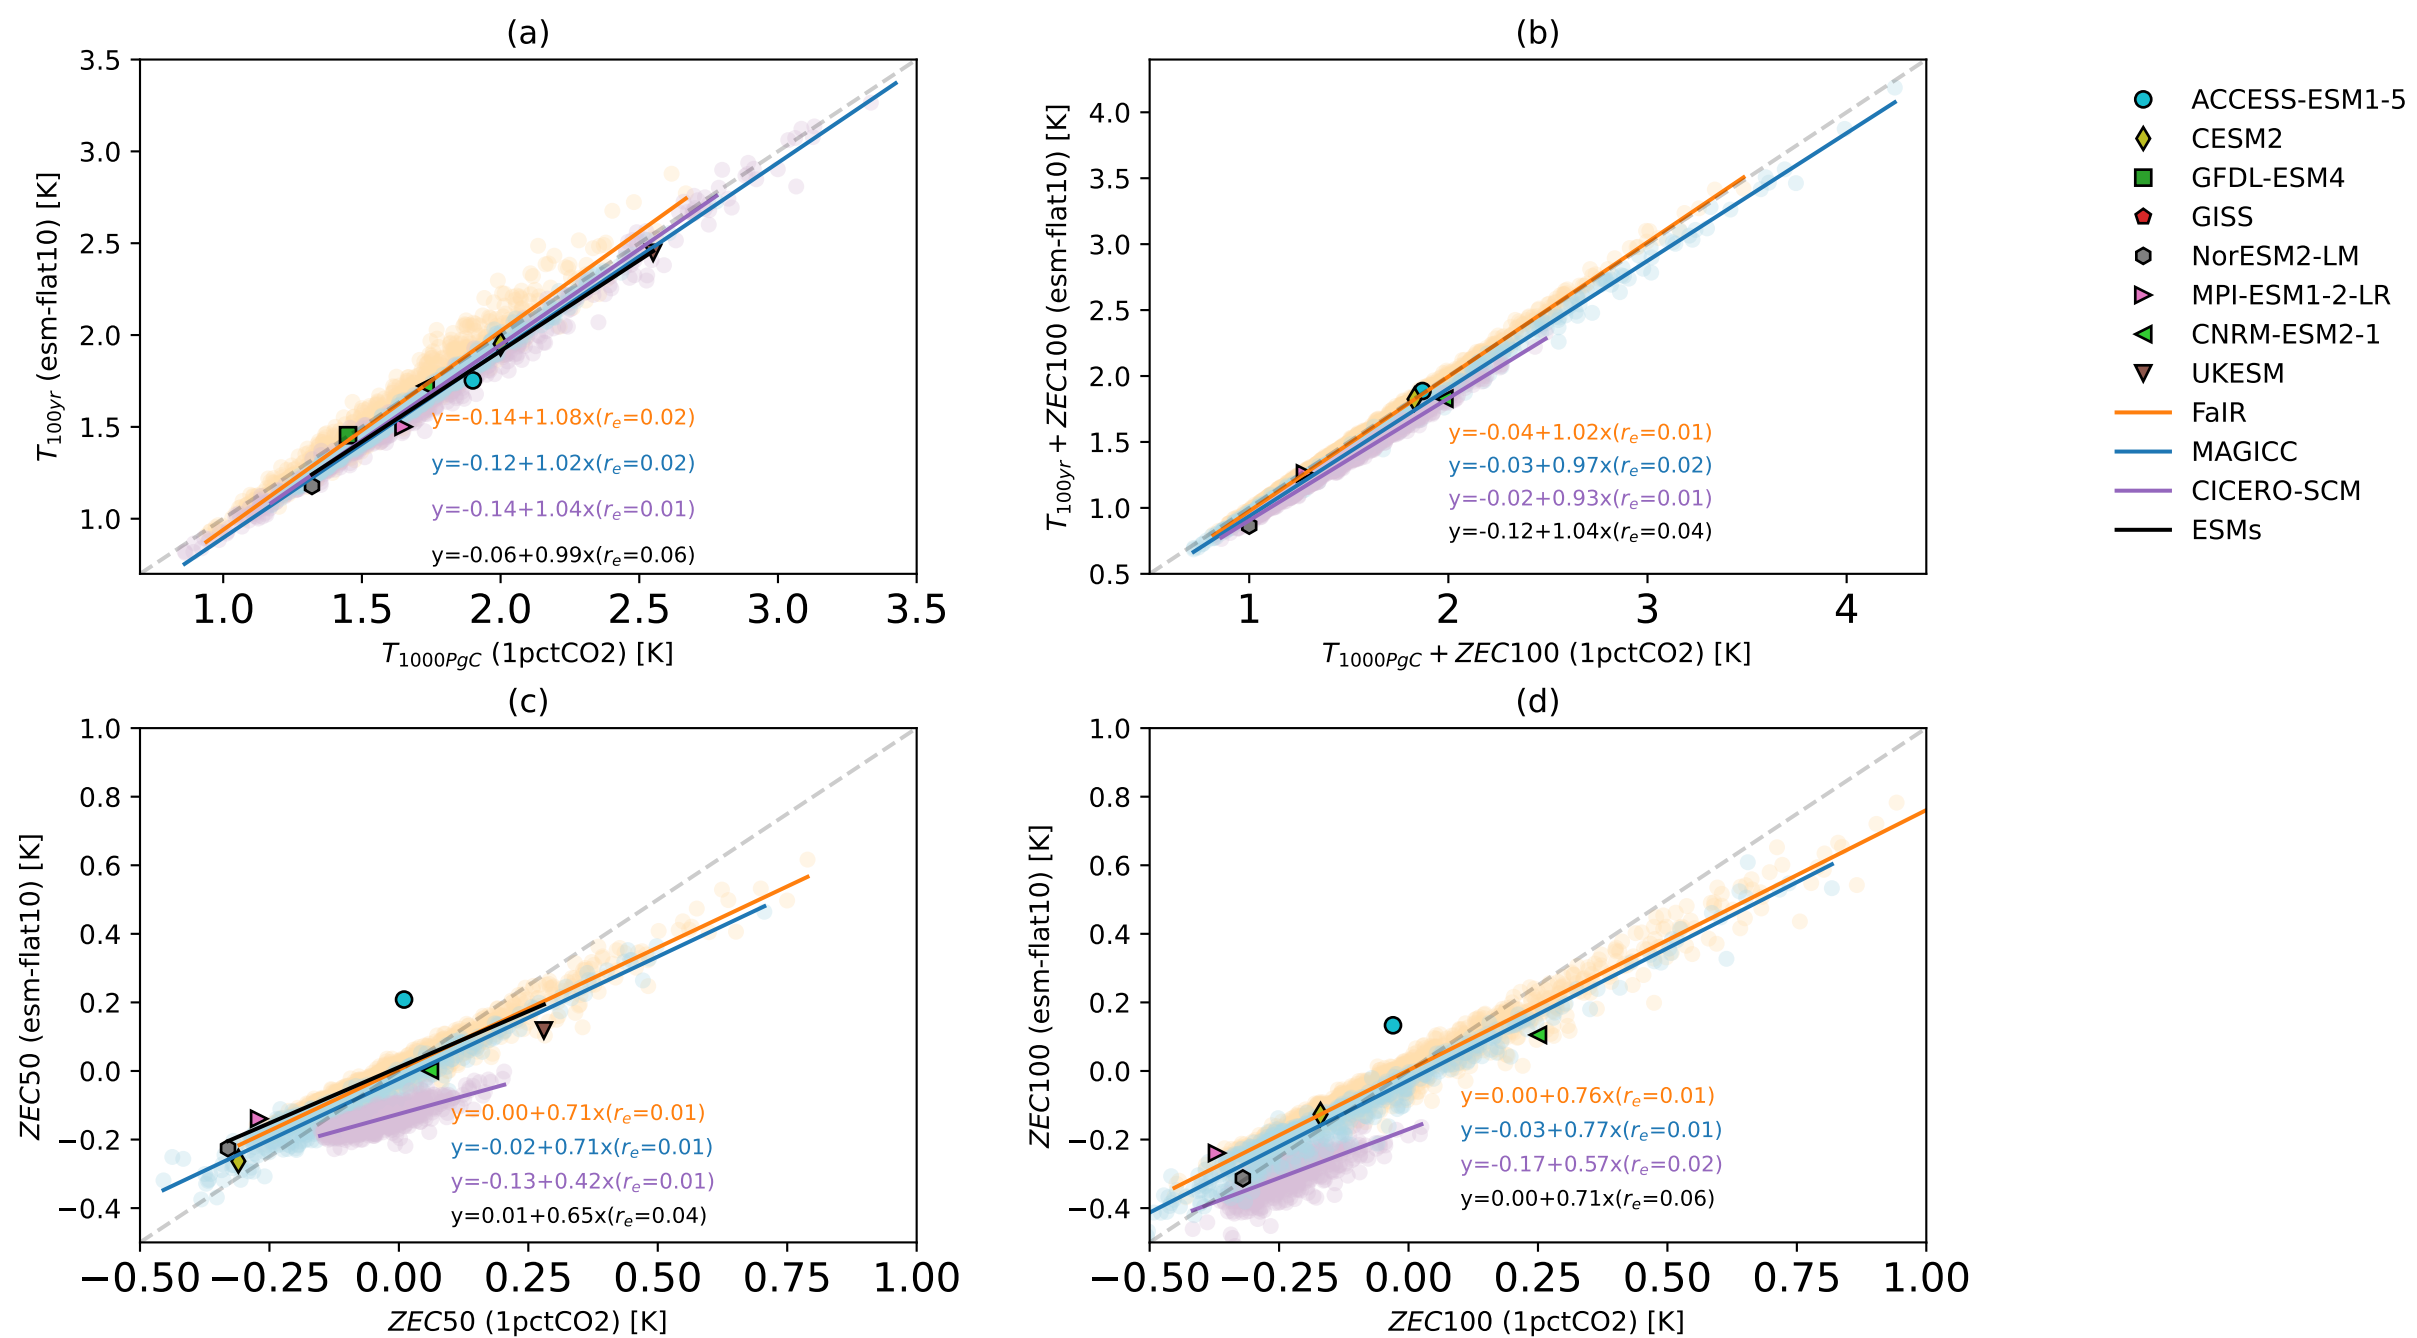 (a)
3.5
3.0
2.5
2.0
1.5
1.0
T100yr (esm-flat10) [K]
y=-0.14+1.08x(re=0.02)
y=-0.12+1.02x(re=0.02)
y=-0.14+1.04x(re=0.01)
y=-0.06+0.99x(re=0.06)
1.0 1.5 2.0 2.5 3.0 3.5
T1000PgC (1pctCO2) [K]
(b)
4.0
3.5
3.0
2.5
2.0
1.5
1.0
0.5
T100yr + ZEC100 (esm-flat10) [K]
y=-0.04+1.02x(re=0.01)
y=-0.03+0.97x(re=0.02)
y=-0.02+0.93x(re=0.01)
y=-0.12+1.04x(re=0.04)
1 2 3 4
T1000PgC + ZEC100 (1pctCO2) [K]
ACCESS-ESM1-5
CESM2
GFDL-ESM4
GISS
NorESM2-LM
MPI-ESM1-2-LR
CNRM-ESM2-1
UKESM
FaIR
MAGICC
CICERO-SCM
ESMs
(c)
1.0
0.8
0.6
0.4
0.2
0.0
−0.2
−0.4
ZEC50 (esm-flat10) [K]
y=0.00+0.71x(re=0.01)
y=-0.02+0.71x(re=0.01)
y=-0.13+0.42x(re=0.01)
y=0.01+0.65x(re=0.04)
−0.50 −0.25 0.00 0.25 0.50 0.75 1.00
ZEC50 (1pctCO2) [K]
(d)
1.0
0.8
0.6
0.4
0.2
0.0
−0.2
−0.4
ZEC100 (esm-flat10) [K]
y=0.00+0.76x(re=0.01)
y=-0.03+0.77x(re=0.01)
y=-0.17+0.57x(re=0.02)
y=0.00+0.71x(re=0.06)
−0.50 −0.25 0.00 0.25 0.50 0.75 1.00
ZEC100 (1pctCO2) [K]